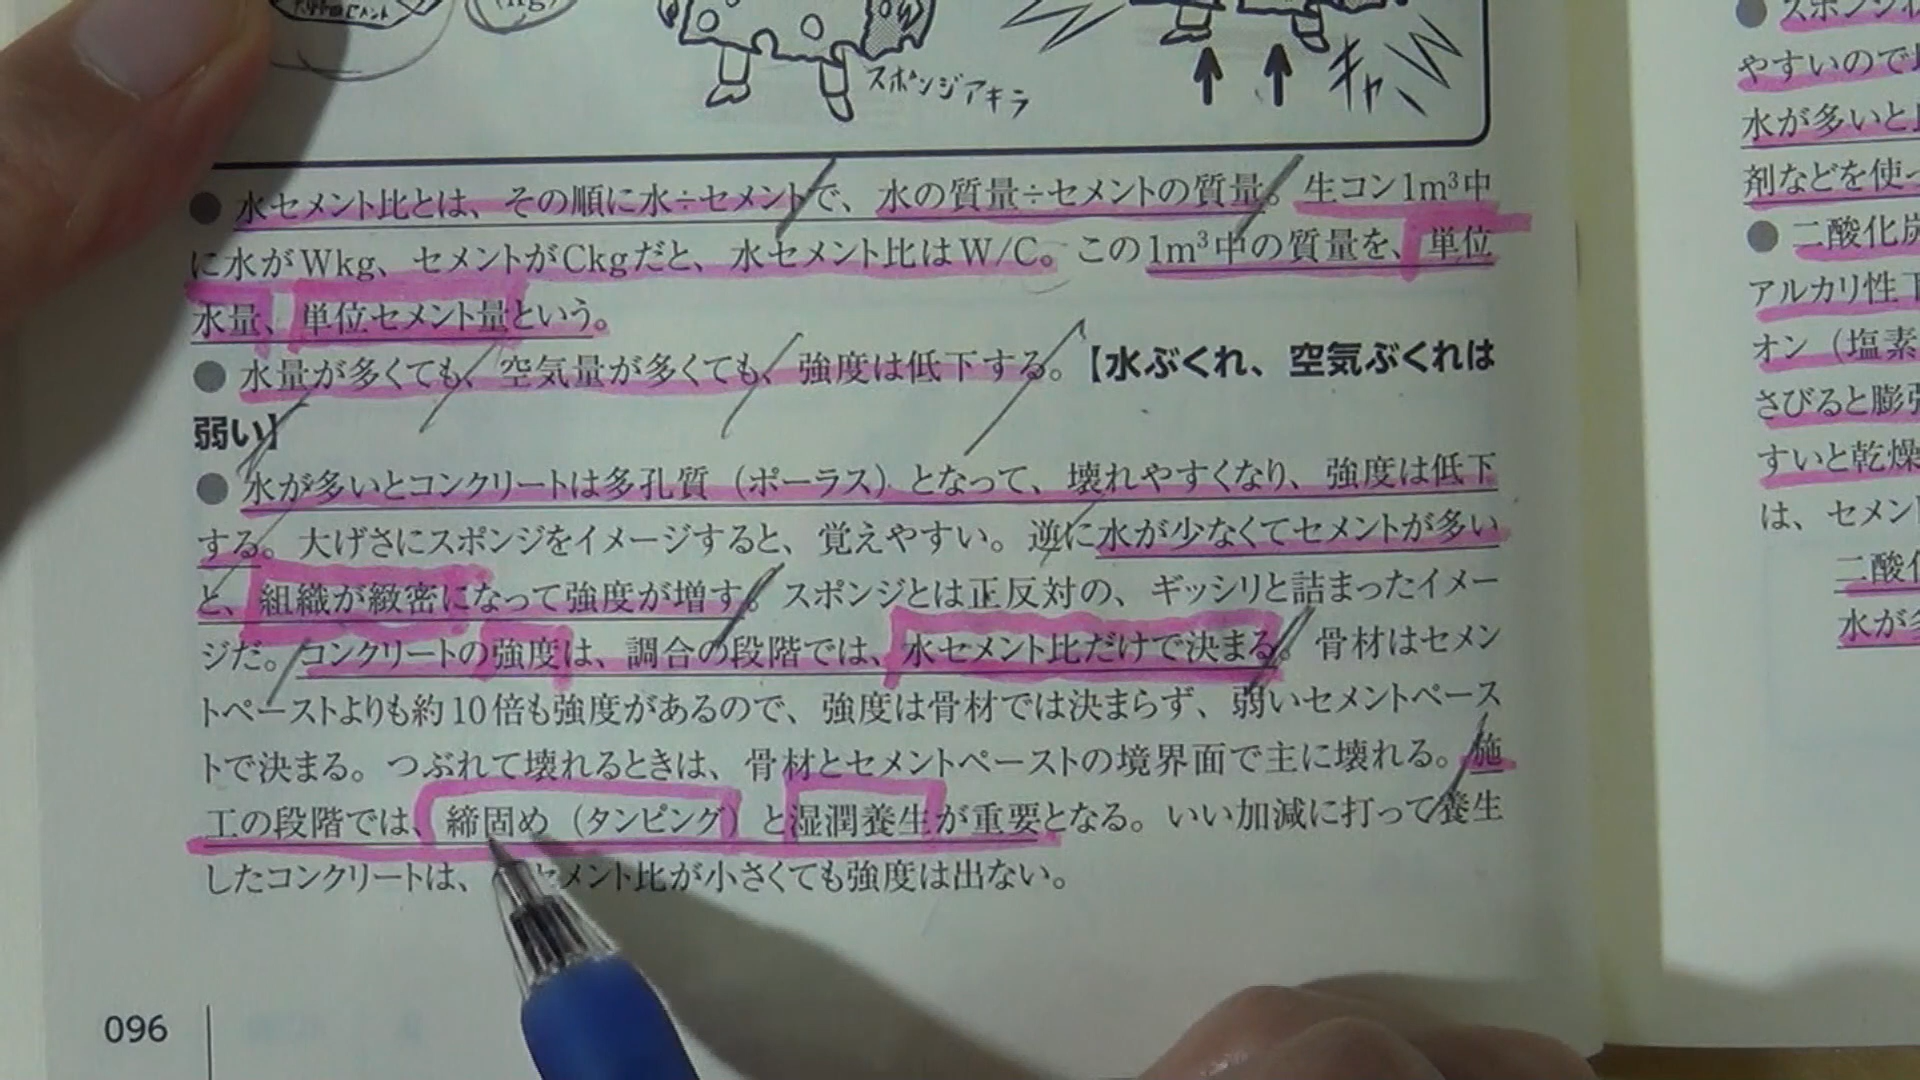 スポンジアキラ
キャ
● 水セメント比とは、その順に水÷セメントで、水の質量÷セメントの質量。生コン1m³中
に水がWkg、セメントがCkgだと、水セメント比はW/C。この1m³中の質量を、単位
水量、単位セメント量という。
● 水量が多くても、空気量が多くても、強度は低下する。【水ぶくれ、空気ぶくれは
弱い】
● 水が多いとコンクリートは多孔質（ポーラス）となって、壊れやすくなり、強度は低下
する。大げさにスポンジをイメージすると、覚えやすい。逆に水が少なくてセメントが多い
と、組織が緻密になって強度が増す。スポンジとは正反対の、ギッシリと詰まったイメー
ジだ。コンクリートの強度は、調合の段階では、水セメント比だけで決まる。骨材はセメン
トペーストよりも約10倍も強度があるので、強度は骨材では決まらず、弱いセメントペース
トで決まる。つぶれて壊れるときは、骨材とセメントペーストの境界面で主に壊れる。施
工の段階では、締固め（タンピング）と湿潤養生が重要となる。いい加減に打って養生
したコンクリートは、セメント比が小さくても強度は出ない。
096
やすいので
水が多いと
剤などを使っ
● 二酸化炭
アルカリ性
オン（塩素
さびると膨張
すいと乾燥
は、セメン
二酸化
水が多